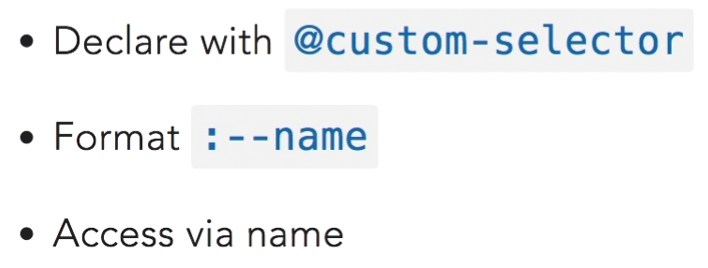 • Declare with @custom-selector
• Format :--name
• Access via name